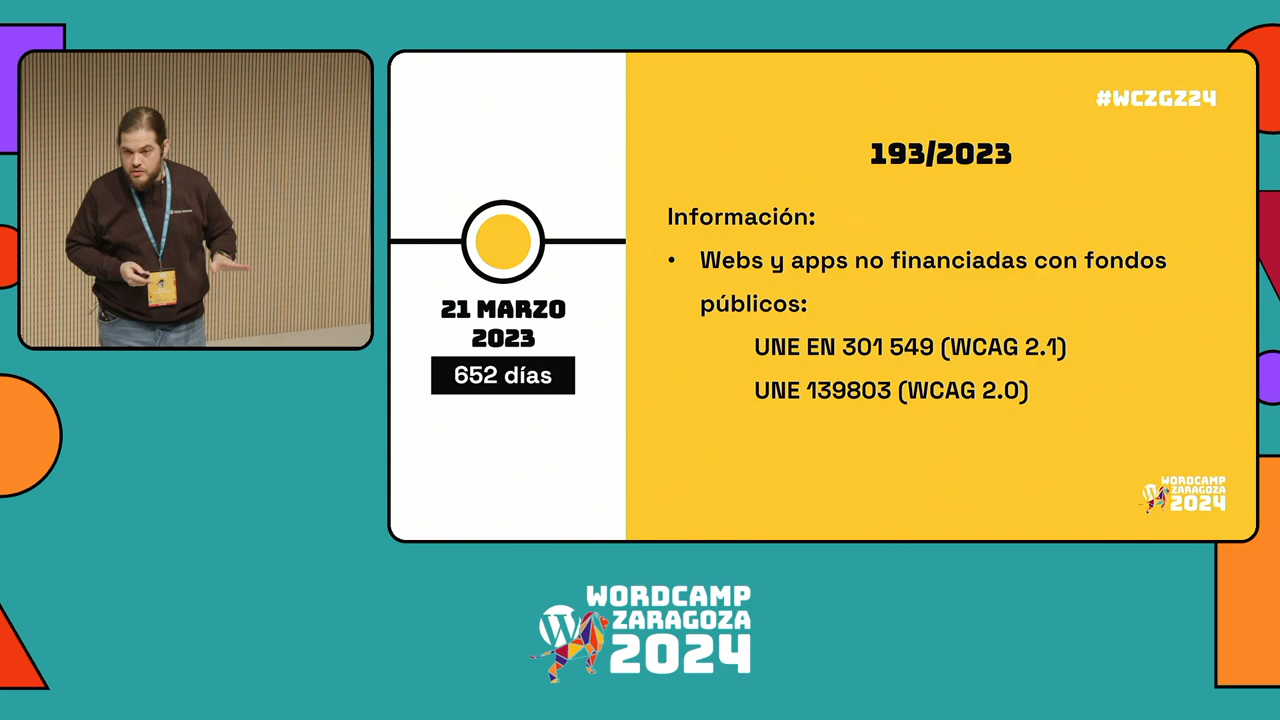 #WCZGZ24
193/2023
21 MARZO
2023
652 días
Información:
• Webs y apps no financiadas con fondos
públicos:
UNE EN 301 549 (WCAG 2.1)
UNE 139803 (WCAG 2.0)
WORDCAMP
ZARAGOZA
2024
WORDCAMP
ZARAGOZA
2024